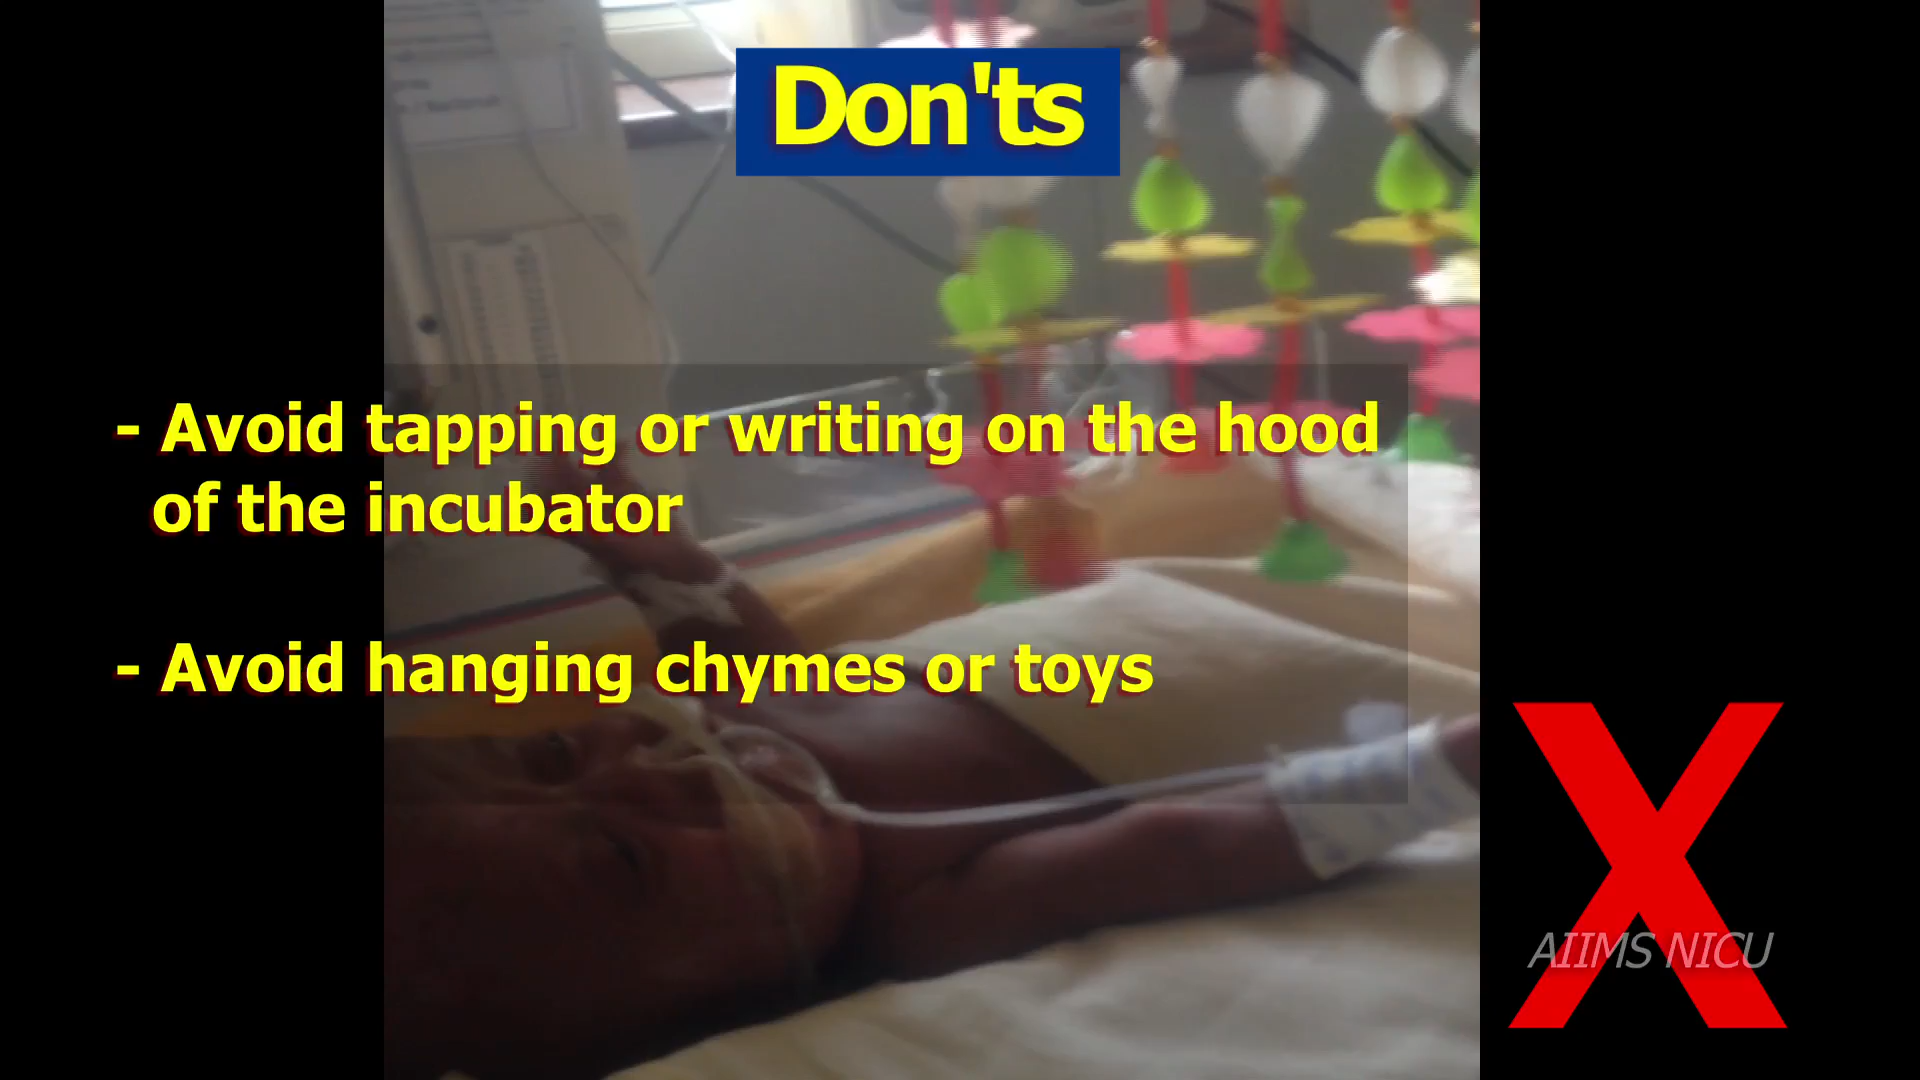 Don'ts
- Avoid tapping or writing on the hood
of the incubator
- Avoid hanging chymes or toys
AIIMS NICU